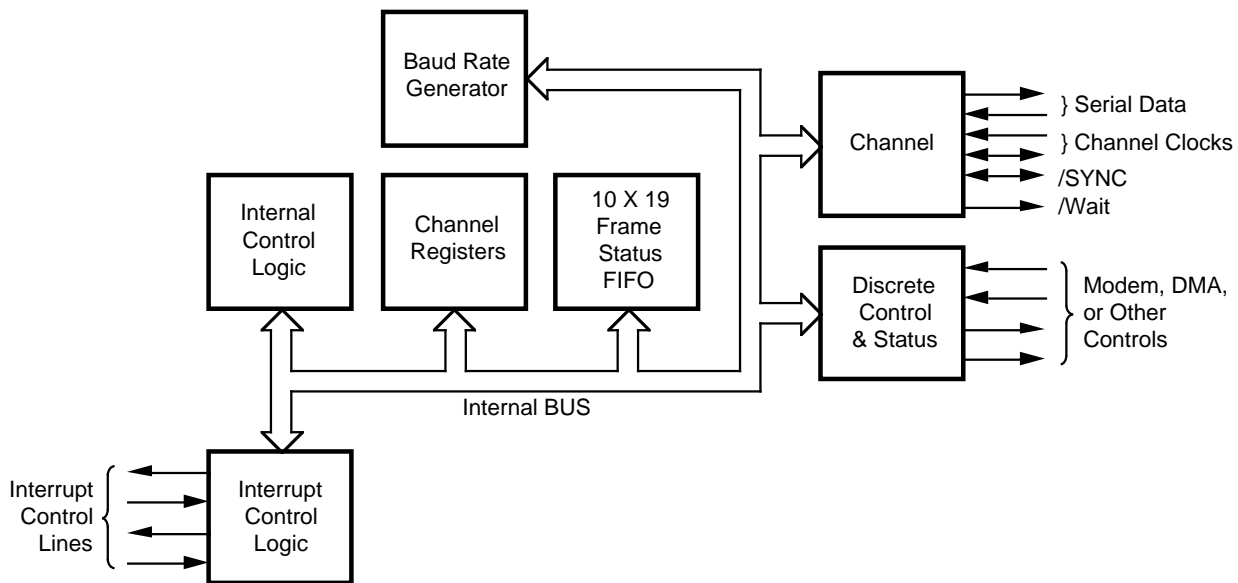 Baud Rate
Generator
Channel
} Serial Data
} Channel Clocks
/SYNC
/Wait
Internal
Control
Logic
Channel
Registers
10 X 19
Frame
Status
FIFO
Discrete
Control
& Status
Modem, DMA,
or Other
Controls
Internal BUS
Interrupt
Control
Lines
Interrupt
Control
Logic